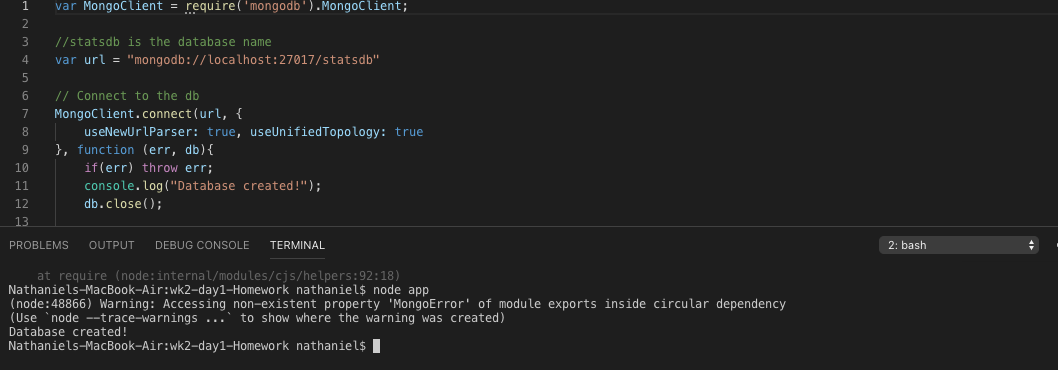 1 var MongoClient = require('mongodb').MongoClient;
2
3 //statsdb is the database name
4 var url = "mongodb://localhost:27017/statsdb"
5
6 // Connect to the db
7 MongoClient.connect(url, {
8 useNewUrlParser: true, useUnifiedTopology: true
9 }, function (err, db){
10 if(err) throw err;
11 console.log("Database created!");
12 db.close();
13
PROBLEMS OUTPUT DEBUG CONSOLE TERMINAL 2: bash
at require (node:internal/modules/cjs/helpers:92:18)
Nathaniels-MacBook-Air:wk2-day1-Homework nathaniel$ node app
(node:48866) Warning: Accessing non-existent property 'MongoError' of module exports inside circular dependency
(Use `node --trace-warnings ...` to show where the warning was created)
Database created!
Nathaniels-MacBook-Air:wk2-day1-Homework nathaniel$